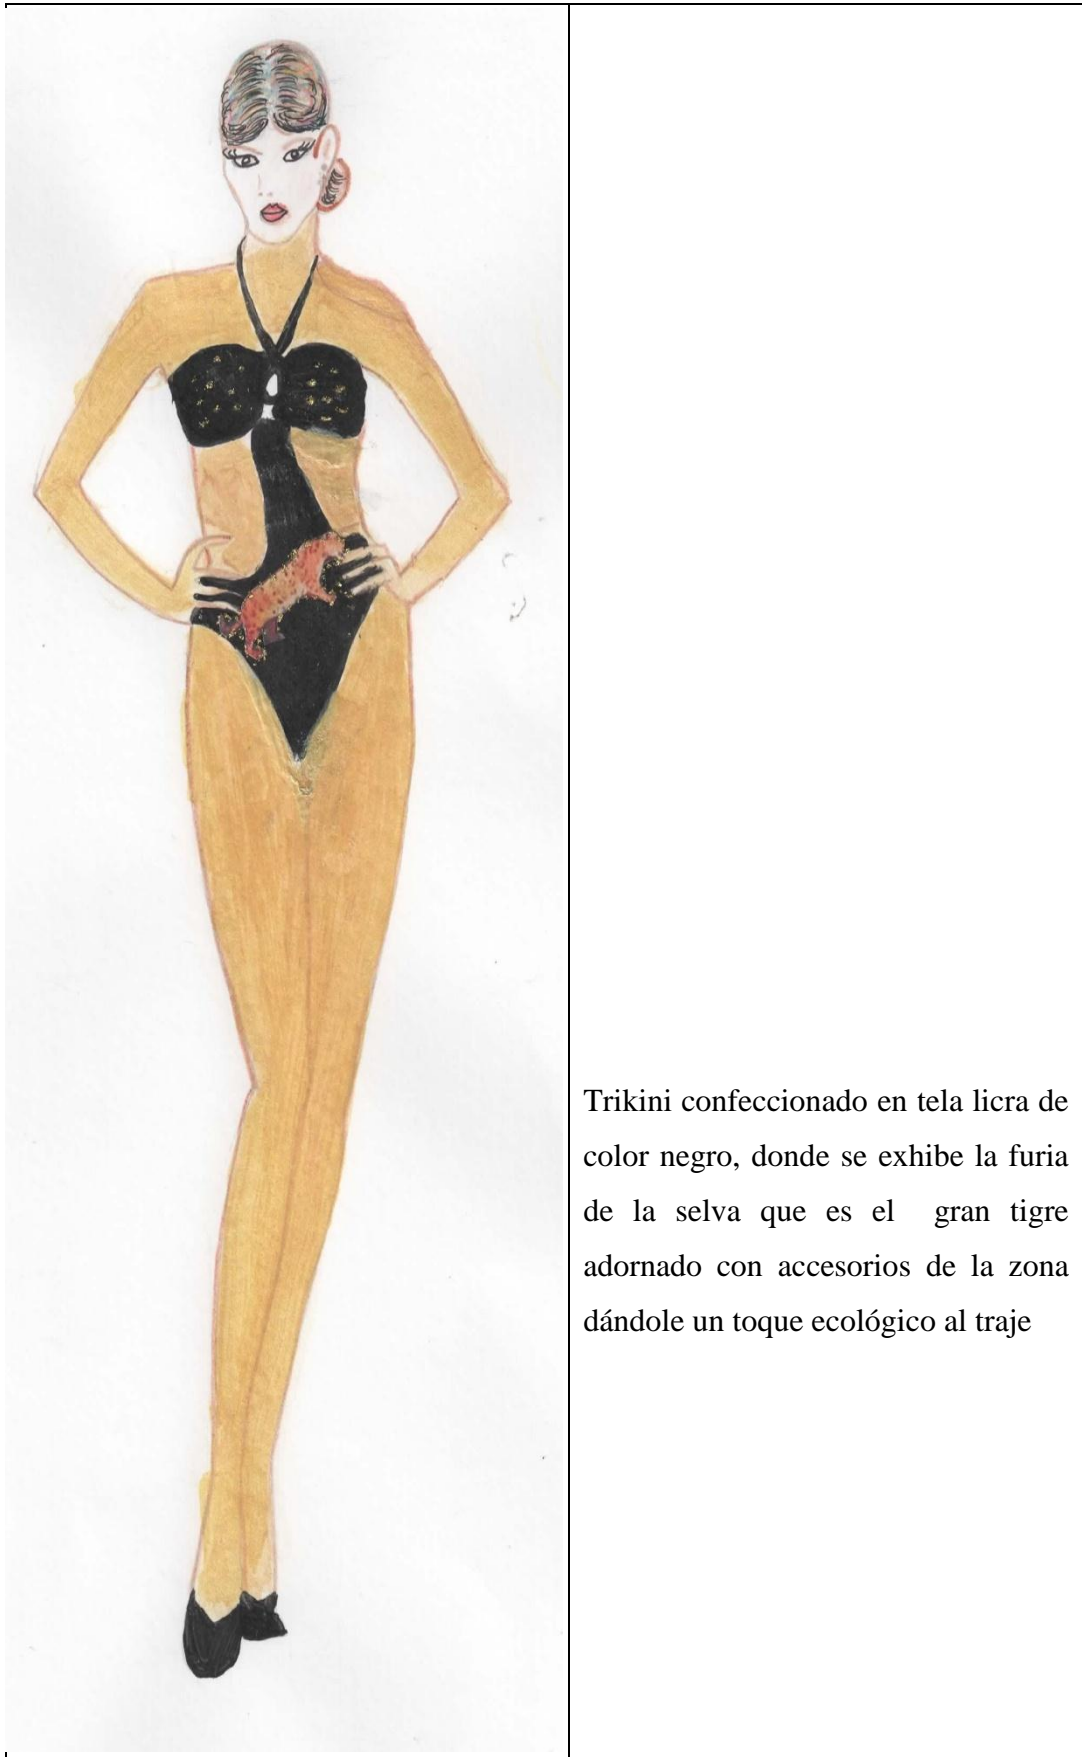 Trikini confeccionado en tela licra de
color negro, donde se exhibe la furia
de la selva que es el gran tigre
adornado con accesorios de la zona
dándole un toque ecológico al traje